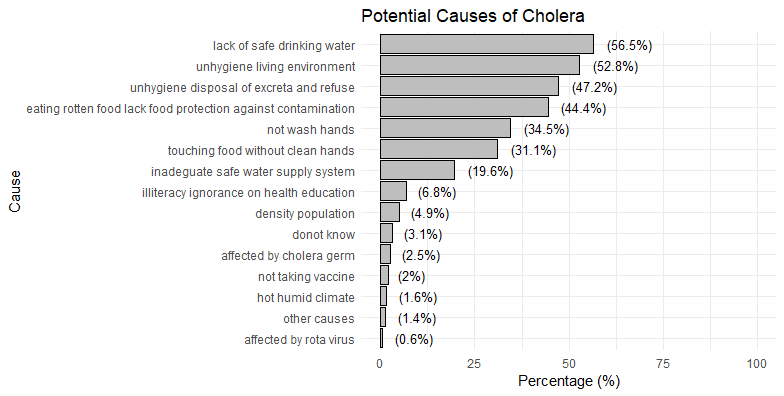 Potential Causes of Cholera
lack of safe drinking water (56.5%)
unhygiene living environment (52.8%)
unhygiene disposal of excreta and refuse (47.2%)
eating rotten food lack food protection against contamination (44.4%)
not wash hands (34.5%)
touching food without clean hands (31.1%)
inadeguate safe water supply system (19.6%)
illiteracy ignorance on health education (6.8%)
density population (4.9%)
donot know (3.1%)
affected by cholera germ (2.5%)
not taking vaccine (2%)
hot humid climate (1.6%)
other causes (1.4%)
affected by rota virus (0.6%)
Cause
0 25 50 75 100
Percentage (%)